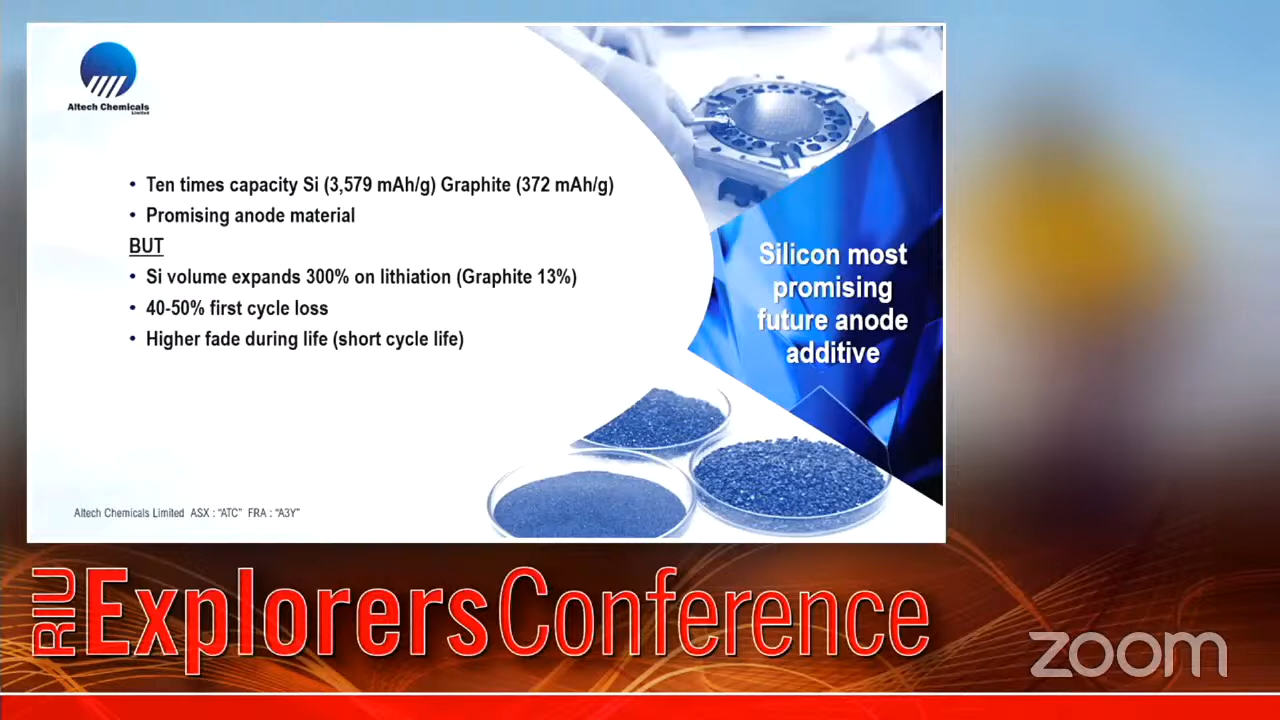 Altech Chemicals
Limited
• Ten times capacity Si (3,579 mAh/g) Graphite (372 mAh/g)
• Promising anode material
BUT
• Si volume expands 300% on lithiation (Graphite 13%)
• 40-50% first cycle loss
• Higher fade during life (short cycle life)
Silicon most
promising
future anode
additive
Altech Chemicals Limited ASX : “ATC” FRA : “A3Y”
RIU ExplorersConference
zoom